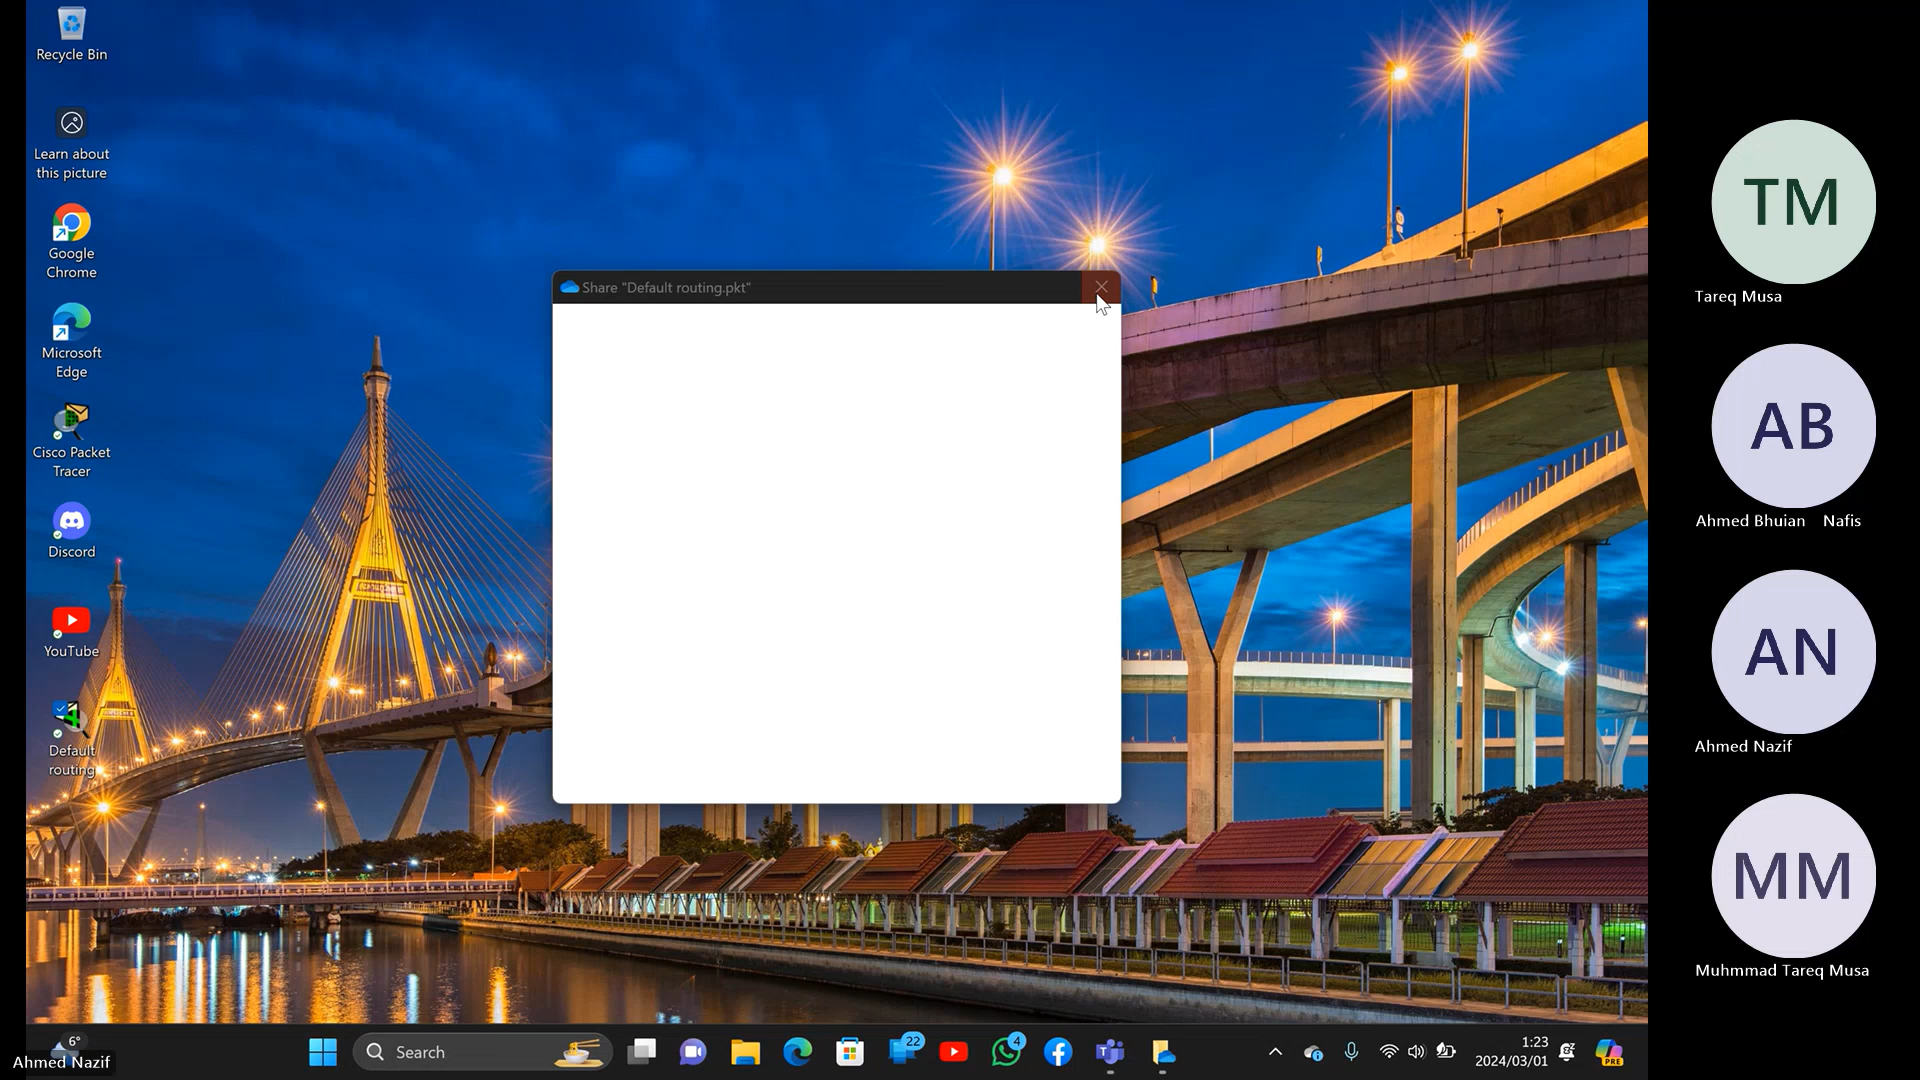 Recycle Bin
Learn about
this picture
Google
Chrome
Microsoft
Edge
Cisco Packet
Tracer
Discord
YouTube
Default
routing
Share "Default routing.pkt"
TM
Tareq Musa
AB
Ahmed Bhuian Nafis
AN
Ahmed Nazif
MM
Muhmmad Tareq Musa
6°
Ahmed Nazif
Search
22
4
1:23
2024/03/01
PRE